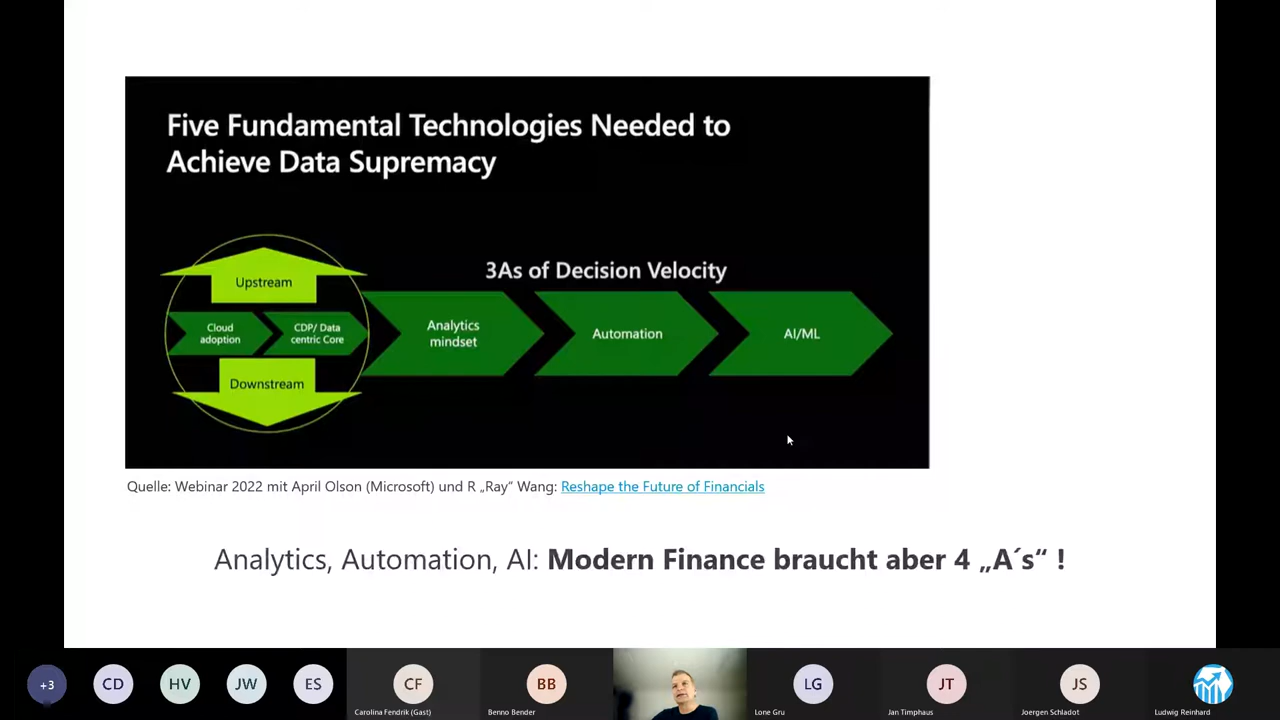 Five Fundamental Technologies Needed to
Achieve Data Supremacy
3As of Decision Velocity
Upstream
Cloud
adoption
CDP/ Data
centric Core
Downstream
Analytics
mindset
Automation
AI/ML
Quelle: Webinar 2022 mit April Olson (Microsoft) und R „Ray“ Wang: Reshape the Future of Financials
Analytics, Automation, AI: Modern Finance braucht aber 4 „A´s“ !
+3
CD
HV
JW
ES
CF
Carolina Fendrik (Gast)
BB
Benno Bender
LG
Lone Gru
JT
Jan Timphaus
JS
Joergen Schladot
Ludwig Reinhard